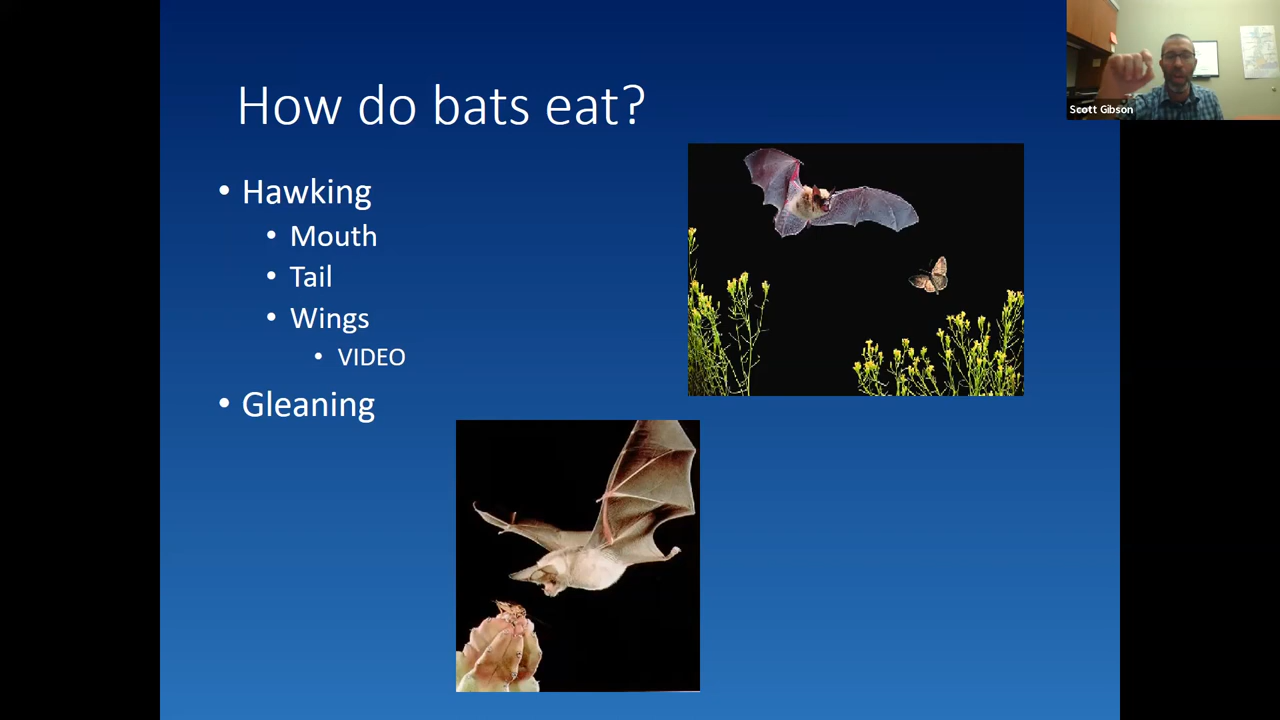 How do bats eat?
Hawking
Mouth
Tail
Wings
VIDEO
Gleaning
Scott Gibson